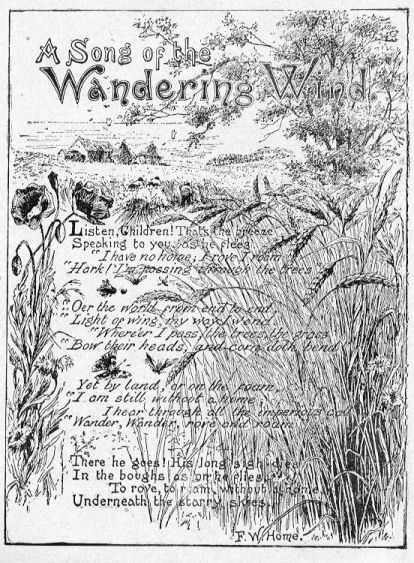 A Song of the
Wandering Wind.
Listen, Children! That's the breeze
Speaking to you, as he flees
"I have no home; I rove I roam
"Hark! I'm passing through the trees
"Oer the world from end to end,
"Light of wing, my way I wend.
"Where'er I pass, the trees, the grass
"Bow their heads, and corn doth bend
Yet by land, or on the foam,
"I am still without a home
I hear through all the imperious call
"Wander, Wander, rove and roam
There he goes! His long sigh dies
In the boughs as on he flies,
To rove, to roam, without a home,
Underneath the starry skies.
F. W. Home.